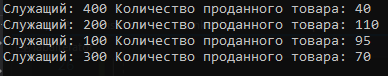 Служащий: 400 Количество проданного товара: 40
Служащий: 200 Количество проданного товара: 110
Служащий: 100 Количество проданного товара: 95
Служащий: 300 Количество проданного товара: 70